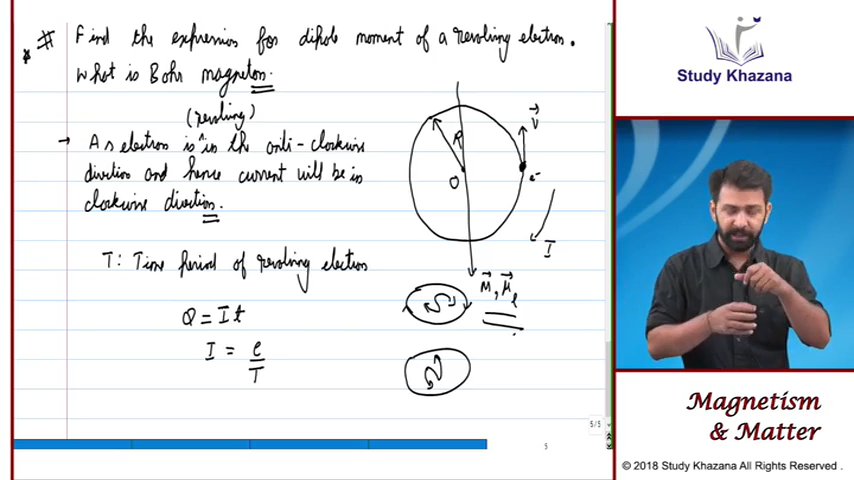 # Find the expression for dipole moment of a revolving electron.
What is Bohr magneton.
(revolving)
→ As electron is ^ in the anti-clockwise
direction and hence current will be in
clockwise direction.
T: Time Period of revolving electron
Q = It
I = e/T
R
O
V
e-
I
M, μl
S
N
5/5
5
Study Khazana
Magnetism
& Matter
© 2018 Study Khazana All Rights Reserved .